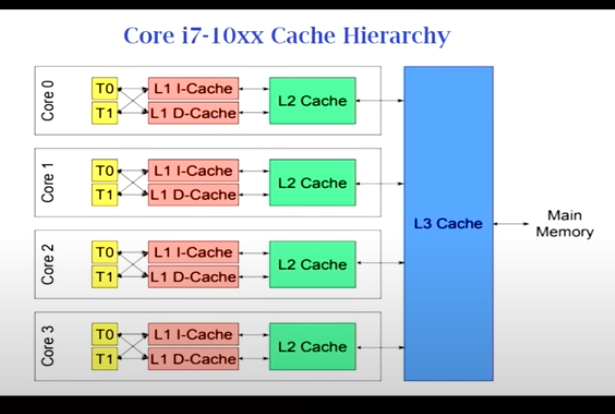 Core i7-10xx Cache Hierarchy
Core 0
T0
L1 I-Cache
T1
L1 D-Cache
L2 Cache
Core 1
T0
L1 I-Cache
T1
L1 D-Cache
L2 Cache
Core 2
T0
L1 I-Cache
T1
L1 D-Cache
L2 Cache
Core 3
T0
L1 I-Cache
T1
L1 D-Cache
L2 Cache
L3 Cache
Main
Memory